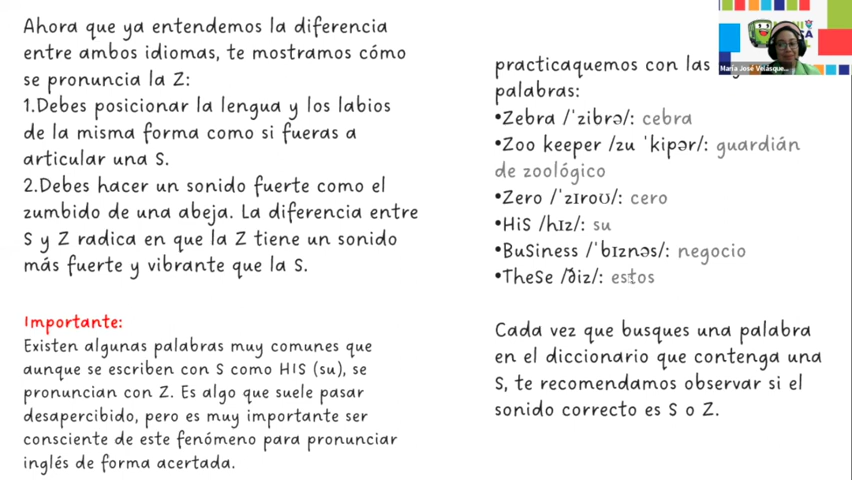 Ahora que ya entendemos la diferencia
entre ambos idiomas, te mostramos cómo
se pronuncia la Z:
1.Debes posicionar la lengua y los labios
de la misma forma como si fueras a
articular una S.
2.Debes hacer un sonido fuerte como el
zumbido de una abeja. La diferencia entre
S y Z radica en que la Z tiene un sonido
más fuerte y vibrante que la S.
Importante:
Existen algunas palabras muy comunes que
aunque se escriben con S como HIS (su), se
pronuncian con Z. Es algo que suele pasar
desapercibido, pero es muy importante ser
consciente de este fenómeno para pronunciar
inglés de forma acertada.
practicaquemos con las
palabras:
•Zebra /ˈzibrə/: cebra
•Zoo keeper /zu ˈkipər/: guardián
de zoológico
•Zero /ˈzɪroʊ/: cero
•HiS /hɪz/: su
•BuSiness /ˈbɪznəs/: negocio
•TheSe /ðiz/: estos
Cada vez que busques una palabra
en el diccionario que contenga una
S, te recomendamos observar si el
sonido correcto es S o Z.
María José Velásque...